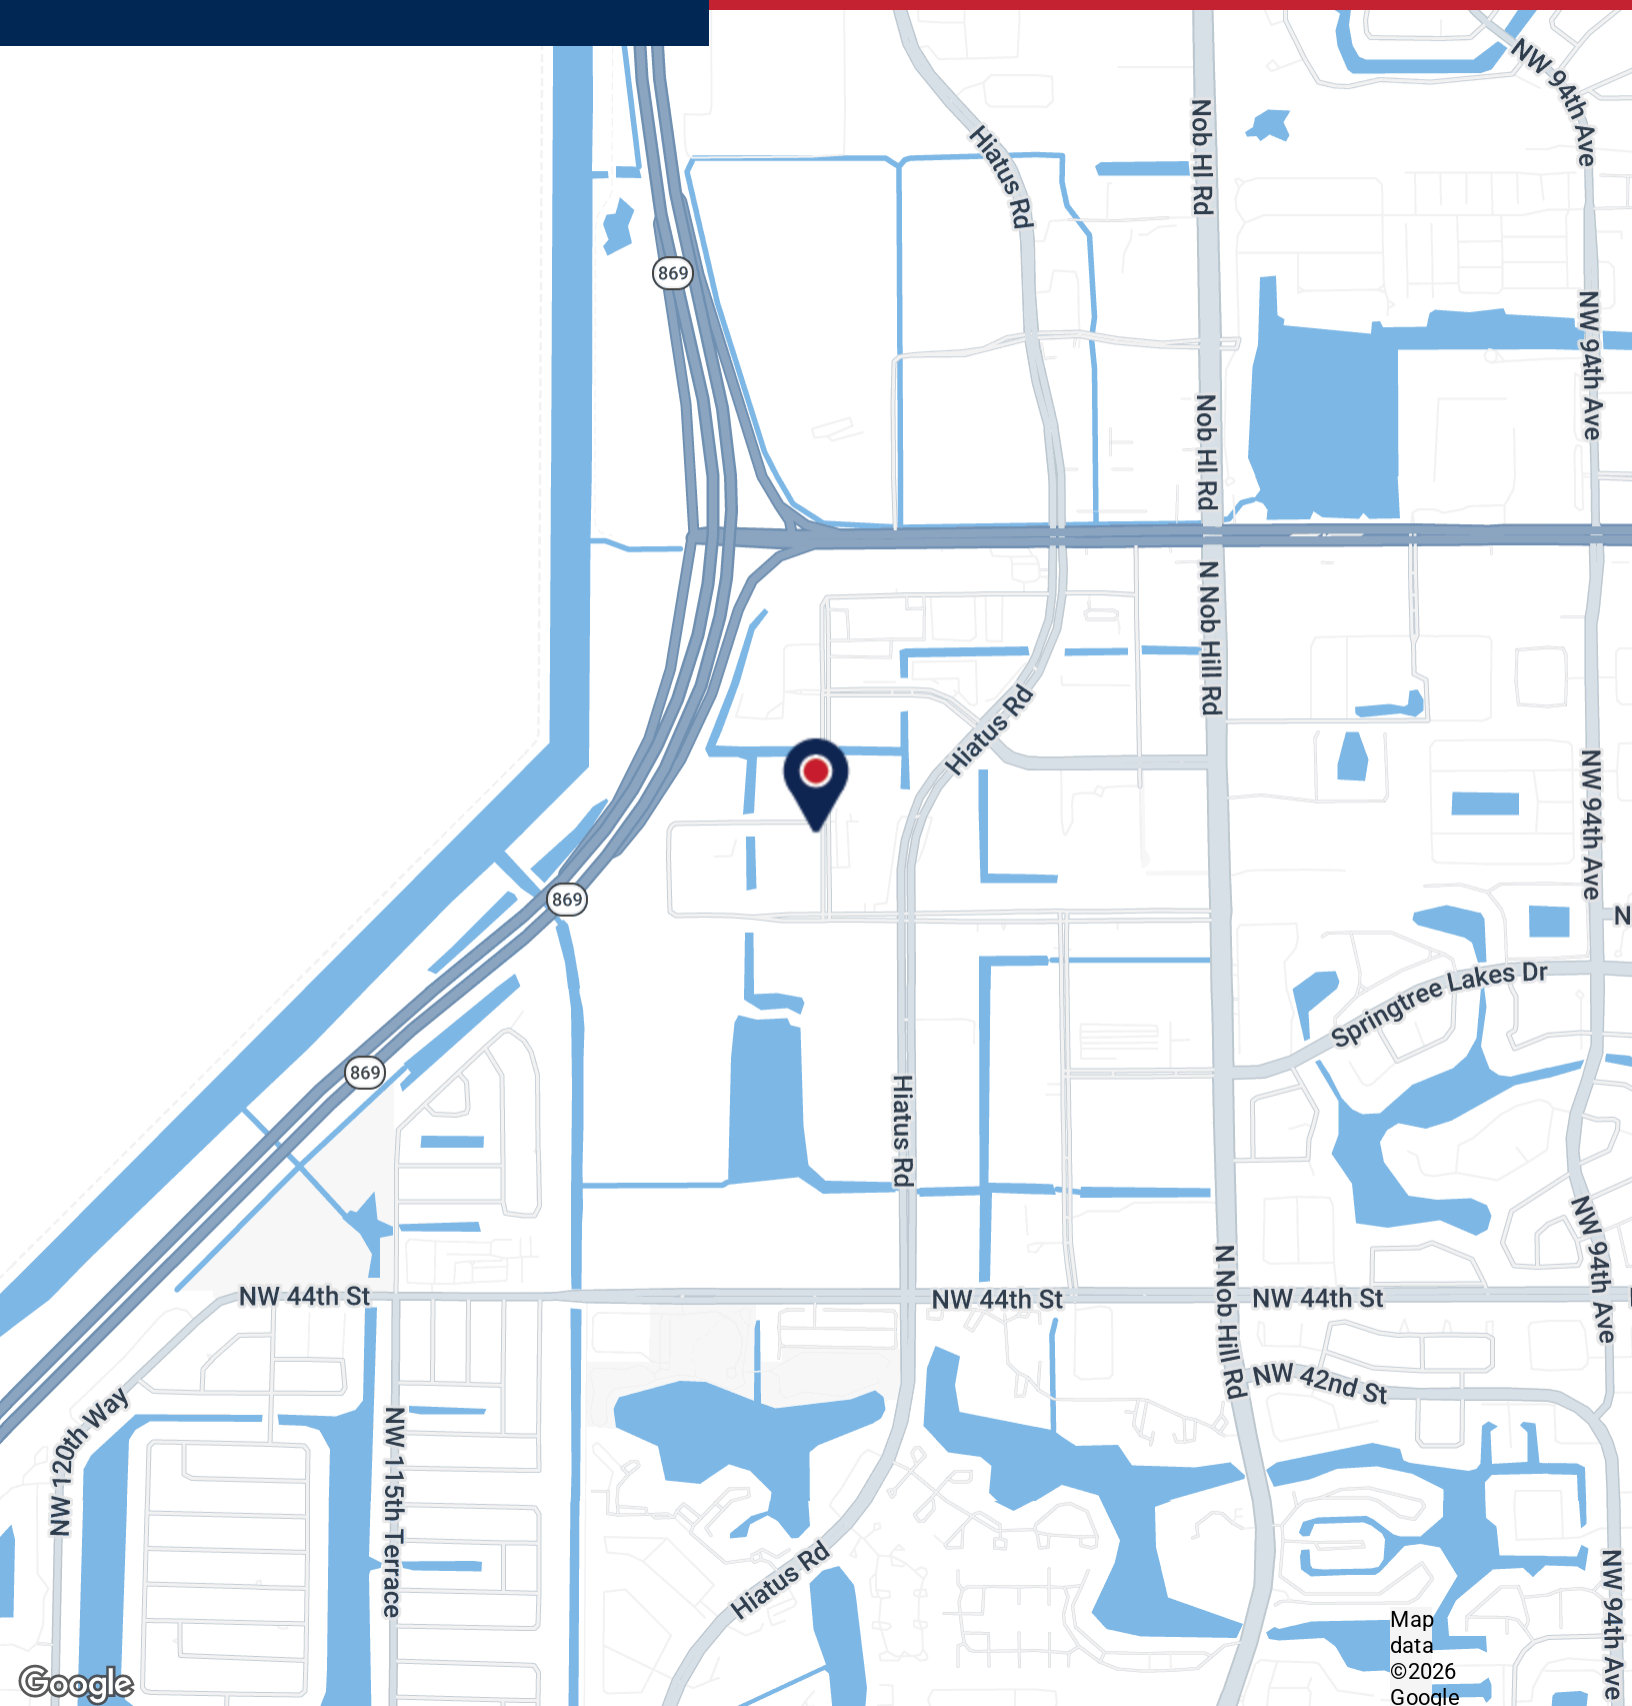 NW 94th Ave
Nob HI Rd
Hiatus Rd
869
NW 94th Ave
Nob HI Rd
N Nob Hill Rd
Hiatus Rd
NW 94th Ave
869
N
Springtree Lakes Dr
869
Hiatus Rd
NW 94th Ave
N Nob Hill Rd
NW 44th St
NW 44th St
NW 44th St
NW 42nd St
NW 120th Way
NW 115th Terrace
Hiatus Rd
NW 94th Ave
Map
data
©2026
Google
Google